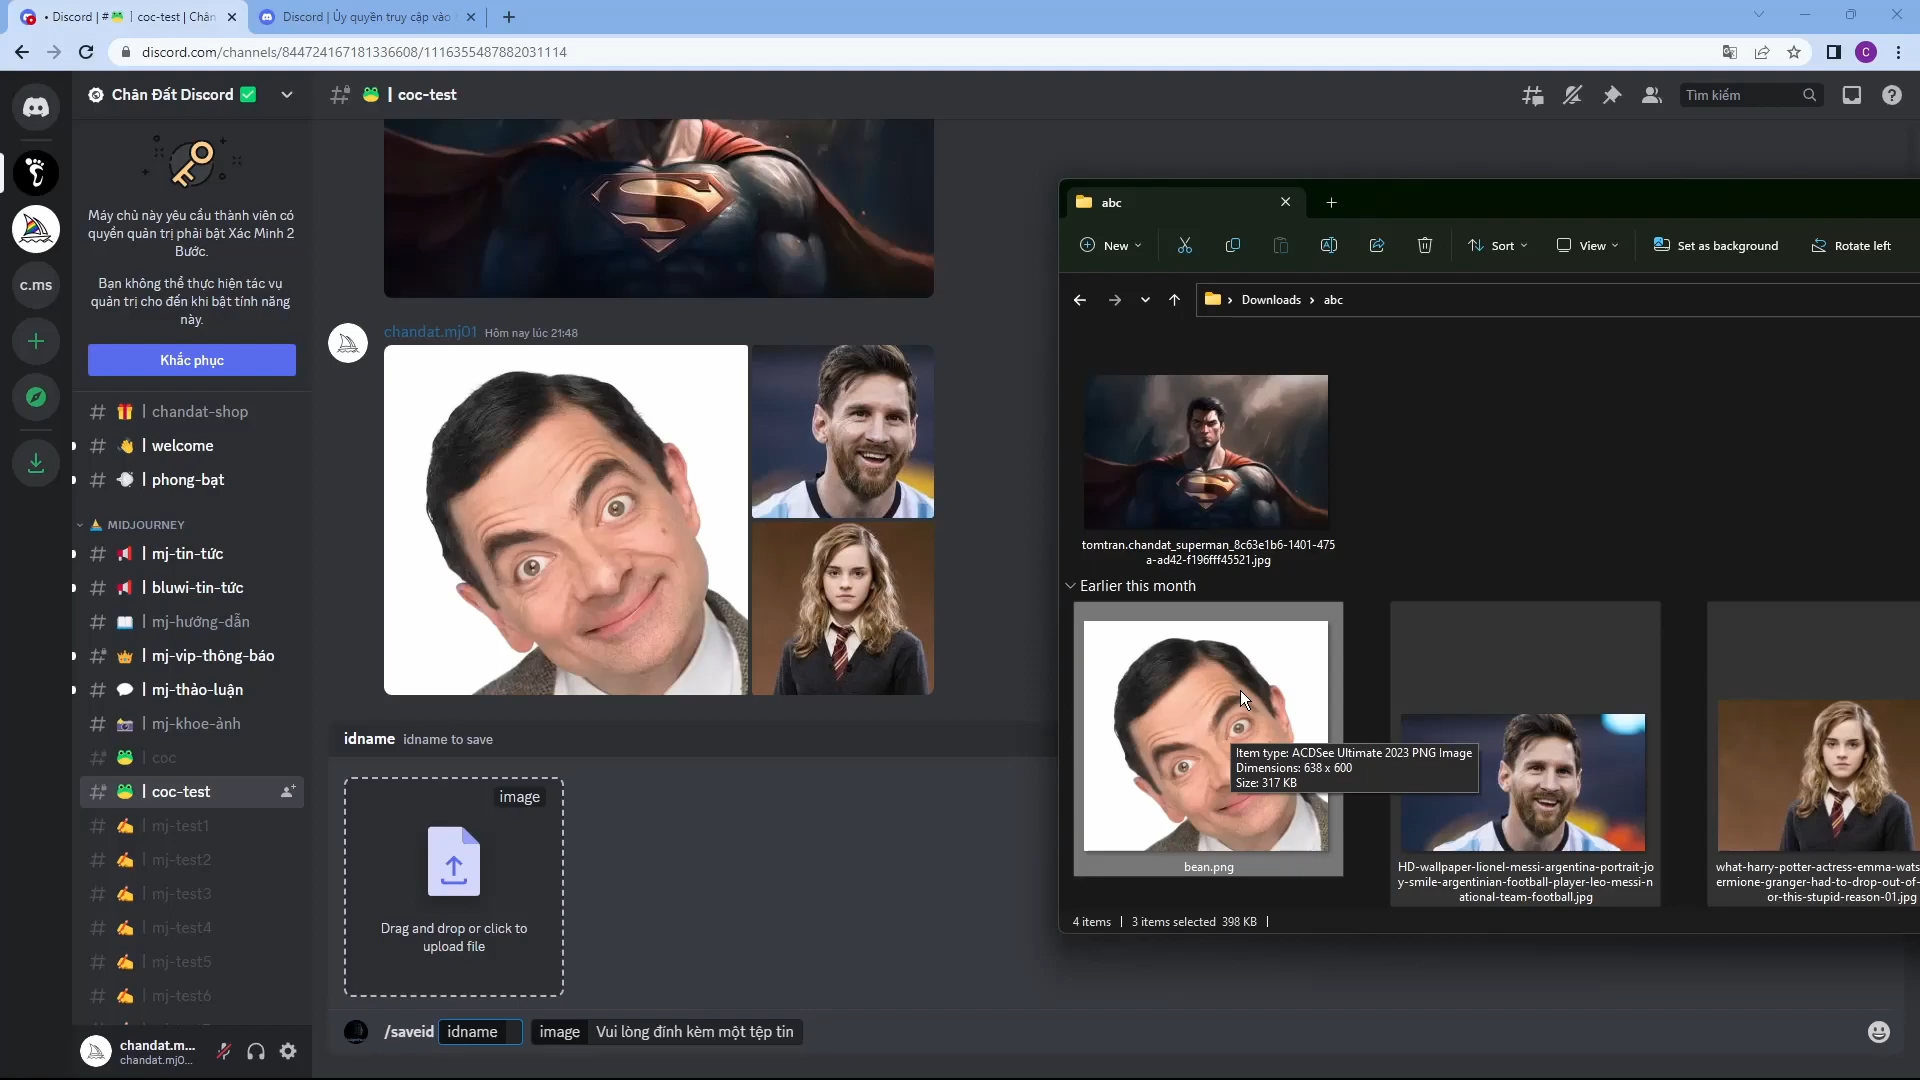 • Discord | #🐸 | coc-test | Chân
Discord | Ủy quyền truy cập vào
discord.com/channels/844724167181336608/1116355487882031114
C
Chân Đất Discord
| coc-test
Tìm kiếm
c.ms
Máy chủ này yêu cầu thành viên có
quyền quản trị phải bật Xác Minh 2
Bước.
Bạn không thể thực hiện tác vụ
quản trị cho đến khi bật tính năng
này.
Khắc phục
| chandat-shop
| welcome
| phong-bạt
MIDJOURNEY
| mj-tin-tức
| bluwi-tin-tức
| mj-hướng-dẫn
| mj-vip-thông-báo
| mj-thảo-luận
| mj-khoe-ảnh
| coc
| coc-test
| mj-test1
| mj-test2
| mj-test3
| mj-test4
| mj-test5
| mj-test6
chandat.m...
chandat.mj0...
chandat.mj01 Hôm nay lúc 21:48
idname idname to save
image
Drag and drop or click to
upload file
/saveid idname image Vui lòng đính kèm một tệp tin
abc
New
Sort
View
Set as background
Rotate left
Downloads > abc
tomtran.chandat_superman_8c63e1b6-1401-475
a-ad42-f196fff45521.jpg
Earlier this month
Item type: ACDSee Ultimate 2023 PNG Image
Dimensions: 638 x 600
Size: 317 KB
bean.png
HD-wallpaper-lionel-messi-argentina-portrait-jo
y-smile-argentinian-football-player-leo-messi-n
ational-team-football.jpg
what-harry-potter-actress-emma-wats
ermione-granger-had-to-drop-out-of-
or-this-stupid-reason-01.jpg
4 items | 3 items selected 398 KB |